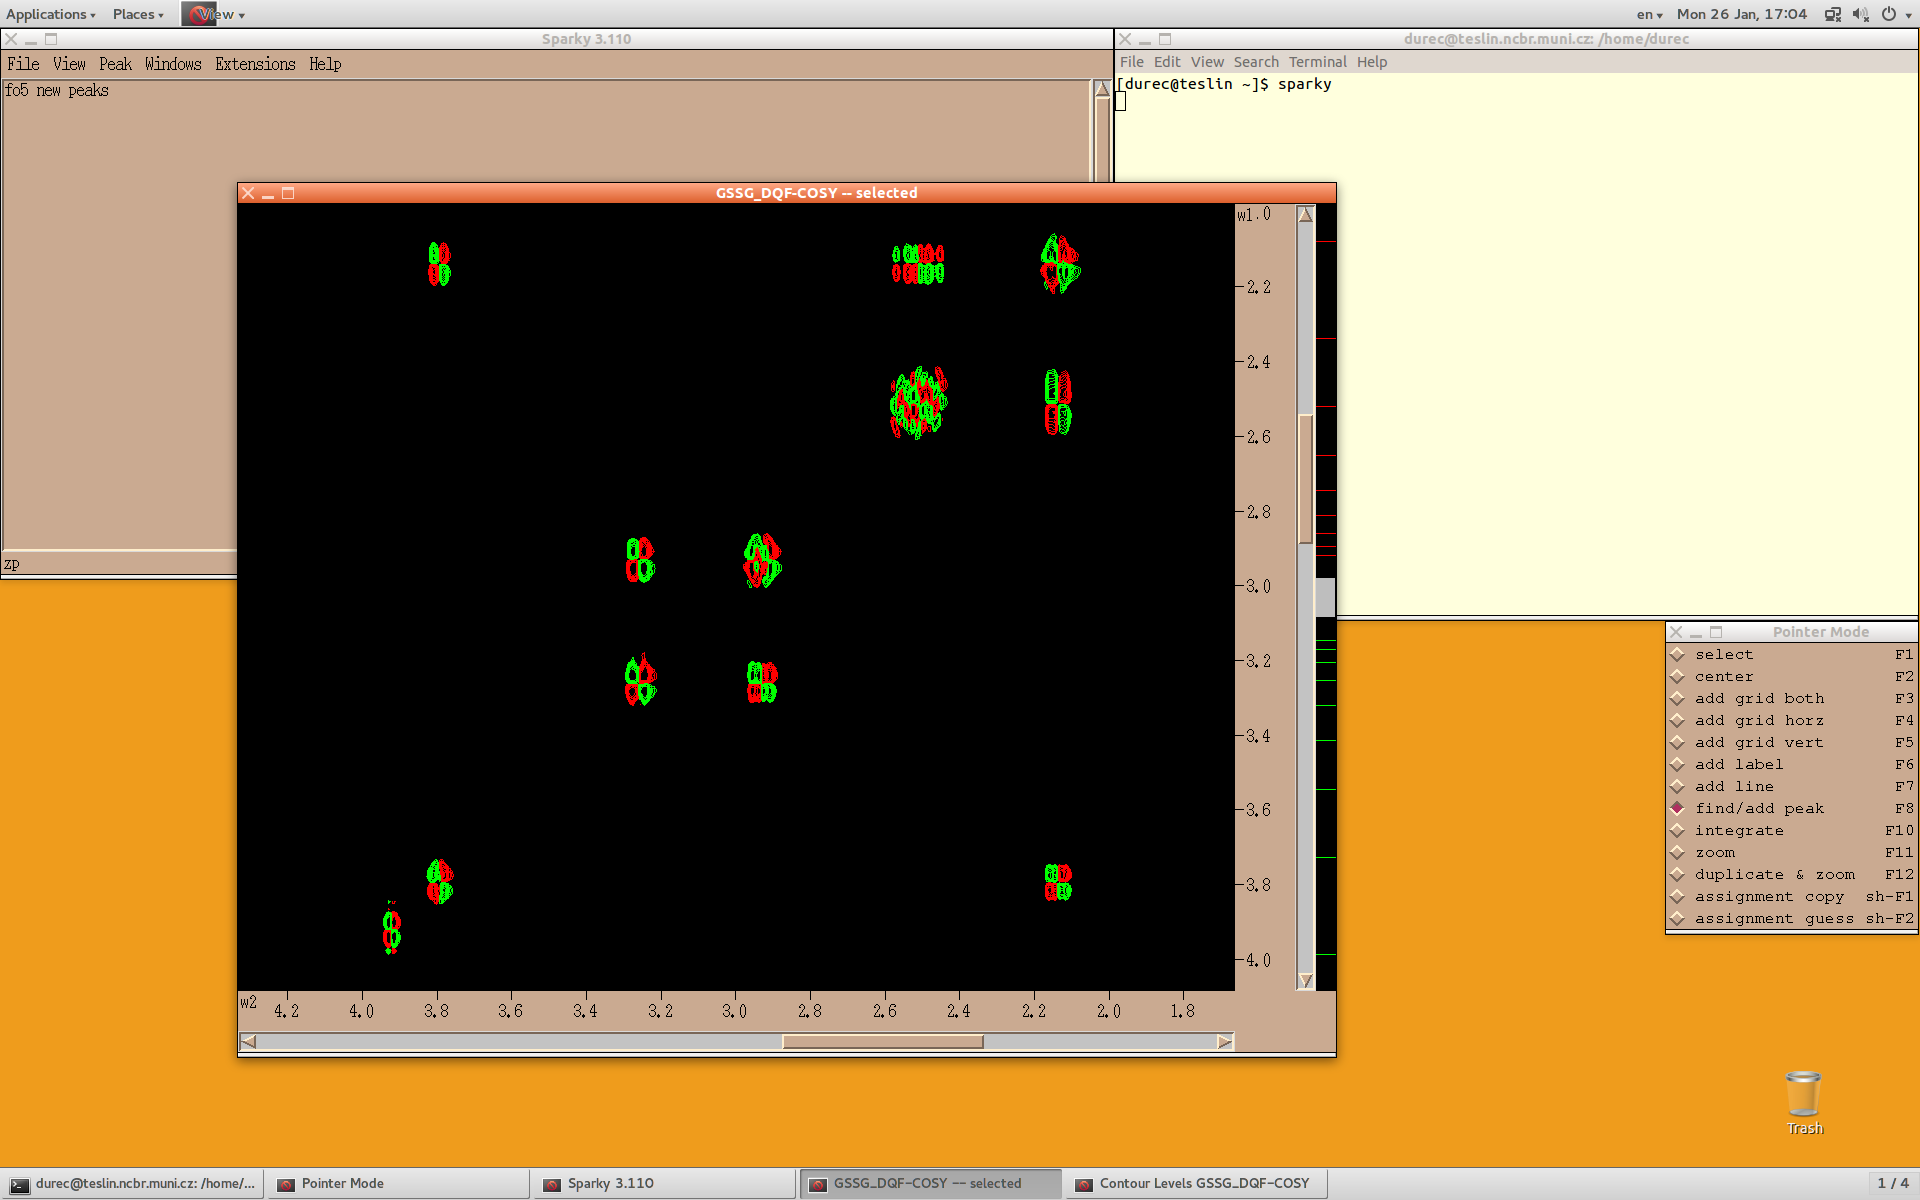 Applications Places View en Mon 26 Jan, 17:04
Sparky 3.110
File View Peak Windows Extensions Help
fo5 new peaks
zp
durec@teslin.ncbr.muni.cz: /home/durec
File Edit View Search Terminal Help
[durec@teslin ~]$ sparky
GSSG_DQF-COSY -- selected
w1.0
2.2
2.4
2.6
2.8
3.0
3.2
3.4
3.6
3.8
4.0
w2 4.2 4.0 3.8 3.6 3.4 3.2 3.0 2.8 2.6 2.4 2.2 2.0 1.8
Pointer Mode
select F1
center F2
add grid both F3
add grid horz F4
add grid vert F5
add label F6
add line F7
find/add peak F8
integrate F10
zoom F11
duplicate & zoom F12
assignment copy sh-F1
assignment guess sh-F2
Trash
durec@teslin.ncbr.muni.cz: /home/... Pointer Mode Sparky 3.110 GSSG_DQF-COSY -- selected Contour Levels GSSG_DQF-COSY 1 / 4